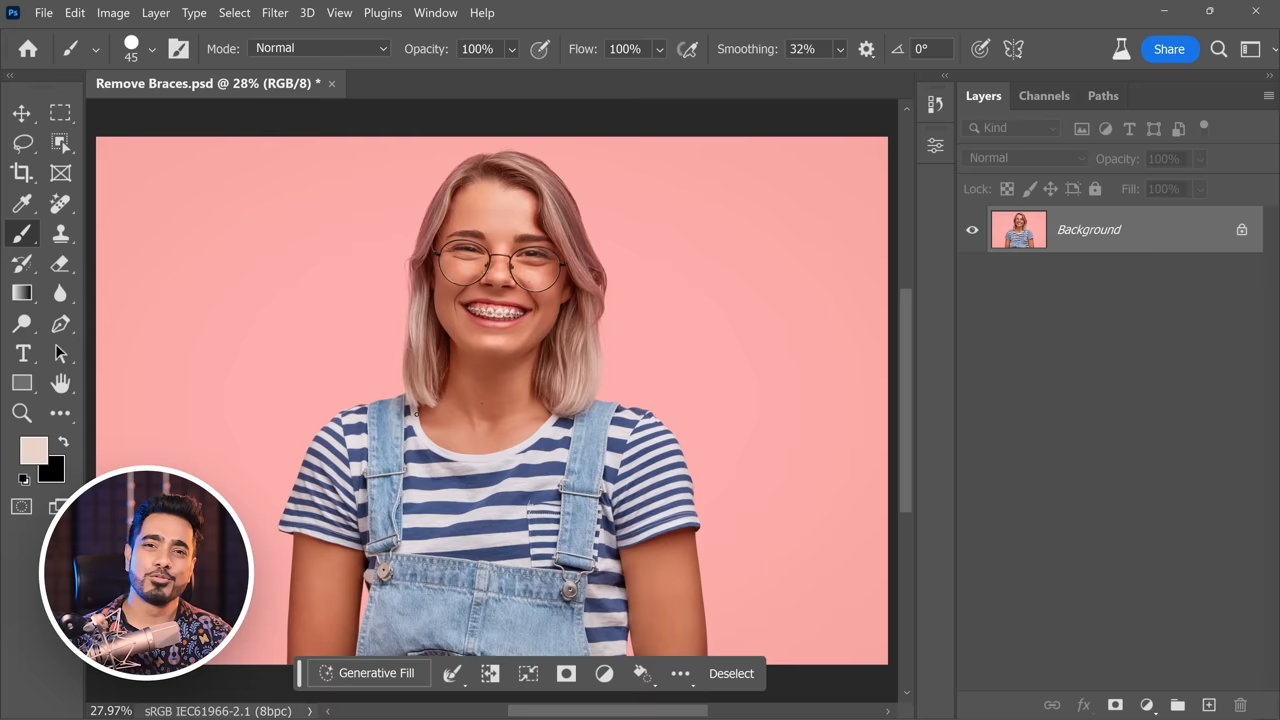 Ps File Edit Image Layer Type Select Filter 3D View Plugins Window Help
45 Mode: Normal Opacity: 100% Flow: 100% Smoothing: 32% 0° Share
Remove Braces.psd @ 28% (RGB/8) * ×
Layers Channels Paths
Kind
Normal Opacity: 100%
Lock: Fill: 100%
Background
Generative Fill Deselect
27.97% sRGB IEC61966-2.1 (8bpc)